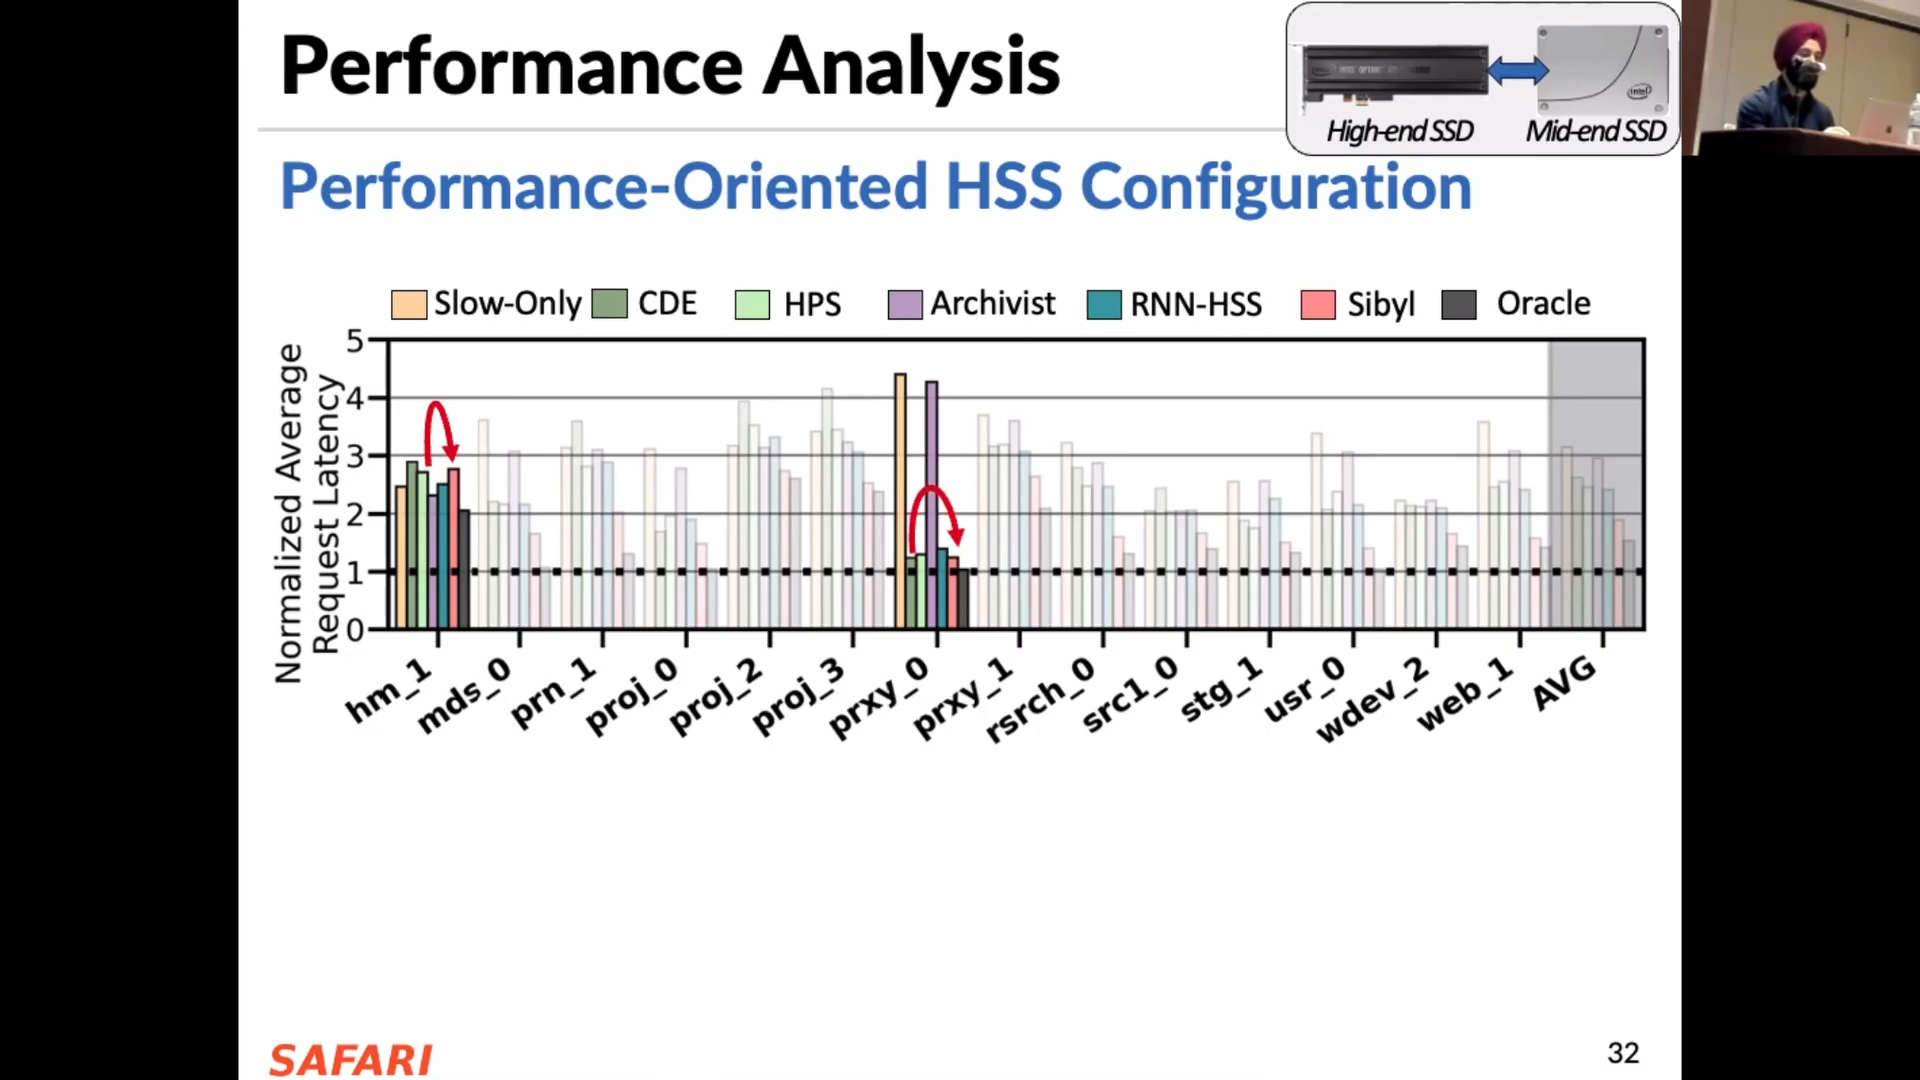 Performance Analysis
High-end SSD
Mid-end SSD
intel
Performance-Oriented HSS Configuration
Slow-Only CDE HPS Archivist RNN-HSS Sibyl Oracle
Normalized Average
Request Latency
5
4
3
2
1
0
hm_1 mds_0 prn_1 proj_0 proj_2 proj_3 prxy_0 prxy_1 rsrch_0 src1_0 stg_1 usr_0 wdev_2 web_1 AVG
SAFARI
32